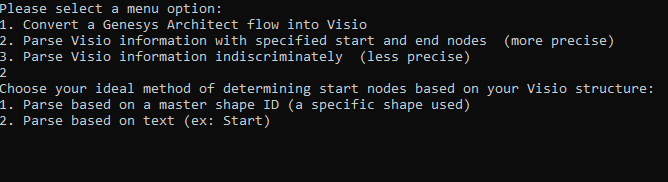 Please select a menu option:
1. Convert a Genesys Architect flow into Visio
2. Parse Visio information with specified start and end nodes  (more precise)
3. Parse Visio information indiscriminately  (less precise)
2
Choose your ideal method of determining start nodes based on your Visio structure:
1. Parse based on a master shape ID (a specific shape used)
2. Parse based on text (ex: Start)